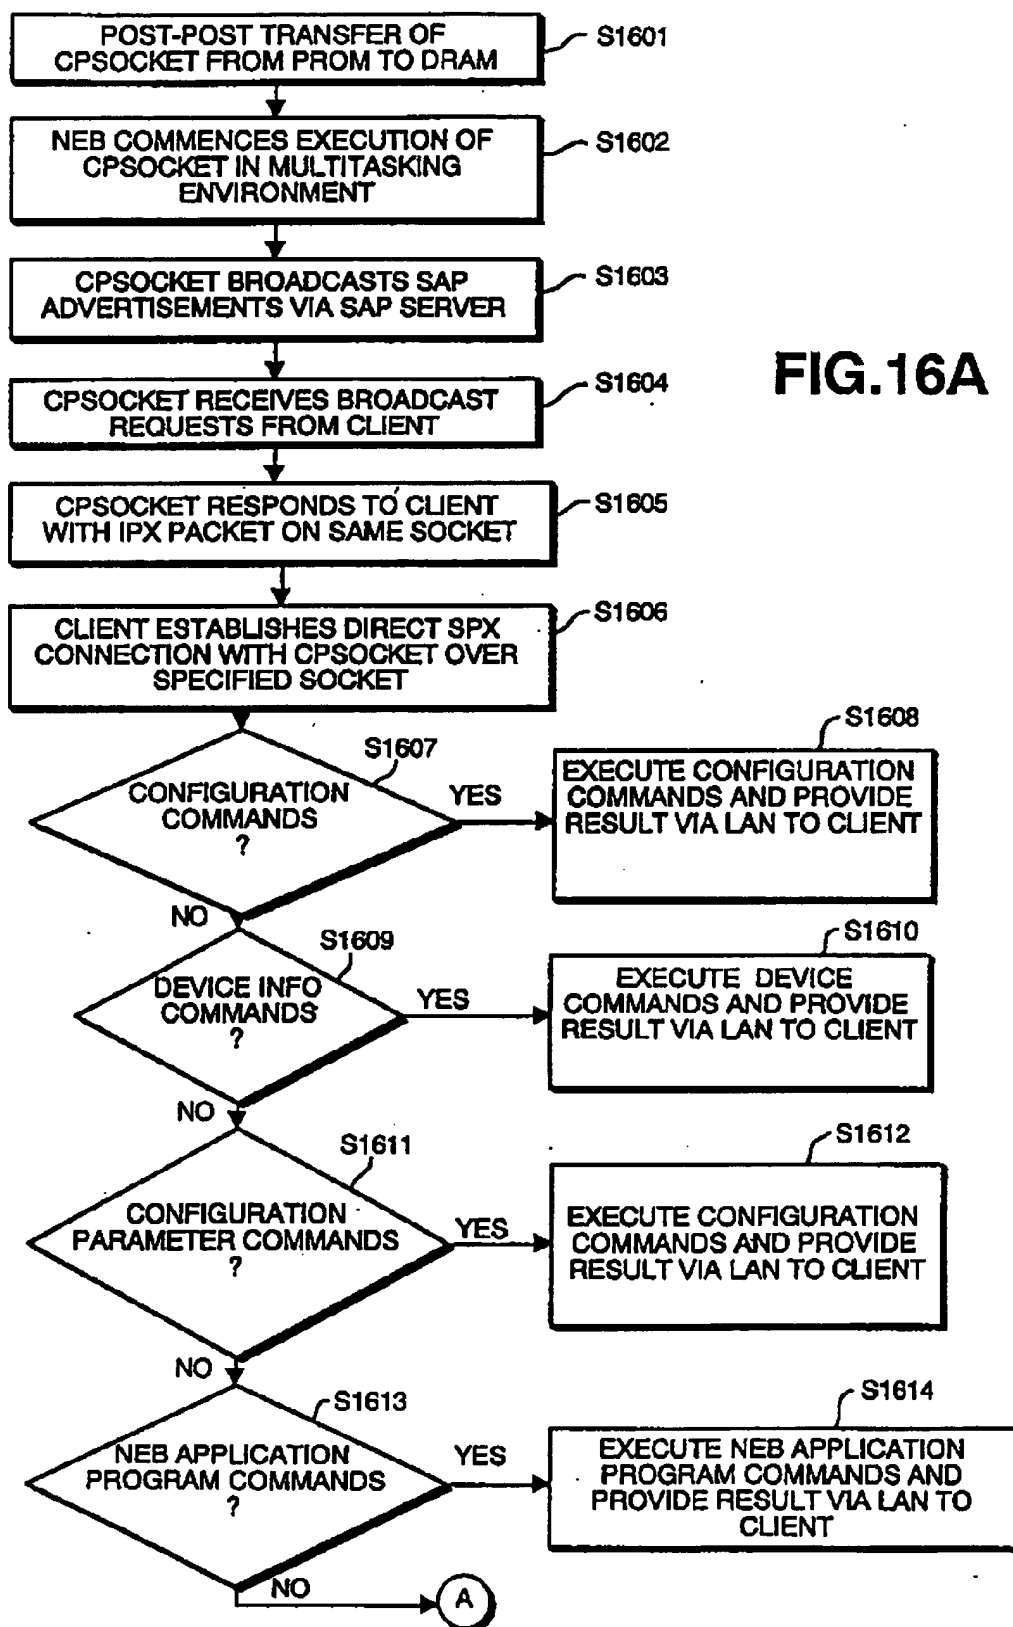 POST-POST TRANSFER OF
CPSOCKET FROM PROM TO DRAM
S1601
NEB COMMENCES EXECUTION OF
CPSOCKET IN MULTITASKING
ENVIRONMENT
S1602
CPSOCKET BROADCASTS SAP
ADVERTISEMENTS VIA SAP SERVER
S1603
FIG.16A
CPSOCKET RECEIVES BROADCAST
REQUESTS FROM CLIENT
S1604
CPSOCKET RESPONDS TO CLIENT
WITH IPX PACKET ON SAME SOCKET
S1605
CLIENT ESTABLISHES DIRECT SPX
CONNECTION WITH CPSOCKET OVER
SPECIFIED SOCKET
S1606
S1607
CONFIGURATION
COMMANDS
?
YES
NO
S1608
EXECUTE CONFIGURATION
COMMANDS AND PROVIDE
RESULT VIA LAN TO CLIENT
S1609
DEVICE INFO
COMMANDS
?
YES
NO
S1610
EXECUTE DEVICE
COMMANDS AND PROVIDE
RESULT VIA LAN TO CLIENT
S1611
CONFIGURATION
PARAMETER COMMANDS
?
YES
NO
S1612
EXECUTE CONFIGURATION
COMMANDS AND PROVIDE
RESULT VIA LAN TO CLIENT
S1613
NEB APPLICATION
PROGRAM COMMANDS
?
YES
NO
S1614
EXECUTE NEB APPLICATION
PROGRAM COMMANDS AND
PROVIDE RESULT VIA LAN TO
CLIENT
A